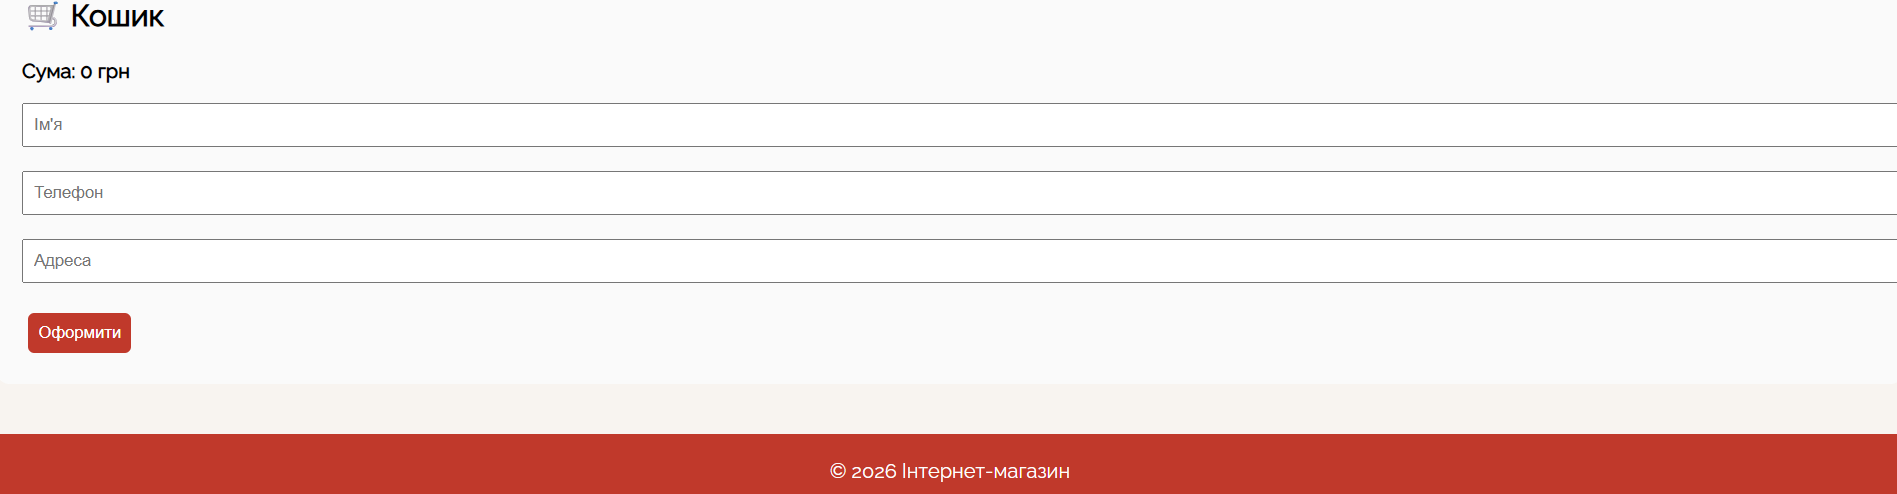 Кошик
Сума: 0 грн
Ім'я
Телефон
Адреса
Оформити
© 2026 Інтернет-магазин